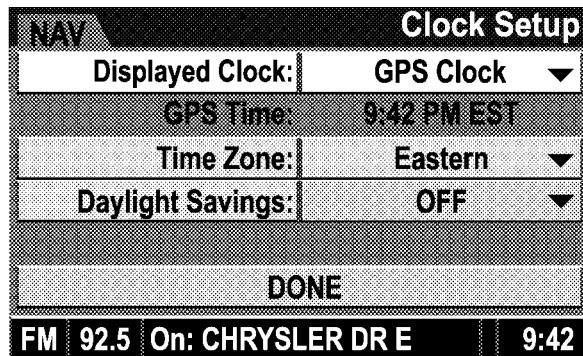 NAV Clock Setup
Displayed Clock: GPS Clock
GPS Time: 9:42 PM EST
Time Zone: Eastern
Daylight Savings: OFF
DONE
FM 92.5 On: CHRYSLER DR E 9:42